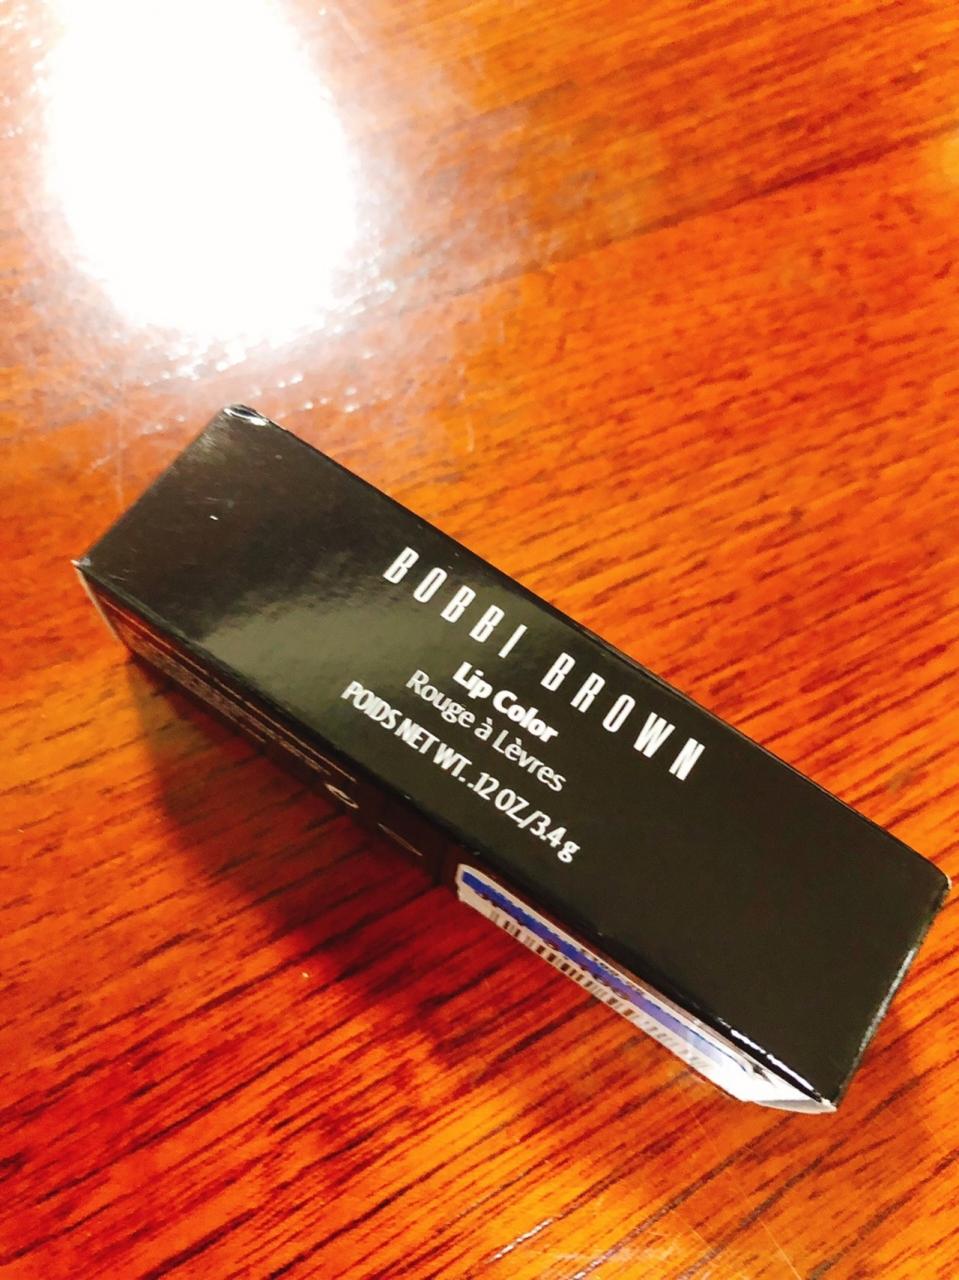 BOBBI BROWN
Lip Color
Rouge à Lèvres
POIDS NET WT. .12 OZ/3.4 g